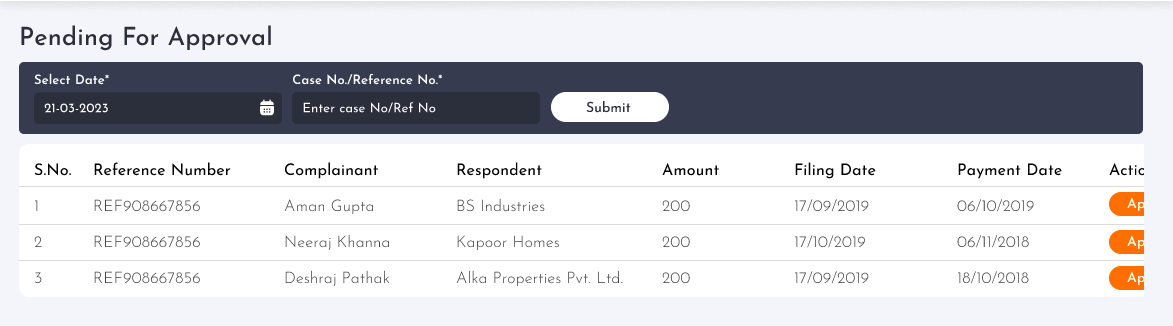 Pending For Approval
Select Date* Case No./Reference No.*
21-03-2023 Enter case No/Ref No Submit
S.No. Reference Number Complainant Respondent Amount Filing Date Payment Date Actio
1 REF908667856 Aman Gupta BS Industries 200 17/09/2019 06/10/2019 Ap
2 REF908667856 Neeraj Khanna Kapoor Homes 200 17/10/2019 06/11/2018 Ap
3 REF908667856 Deshraj Pathak Alka Properties Pvt. Ltd. 200 17/09/2019 18/10/2018 Ap